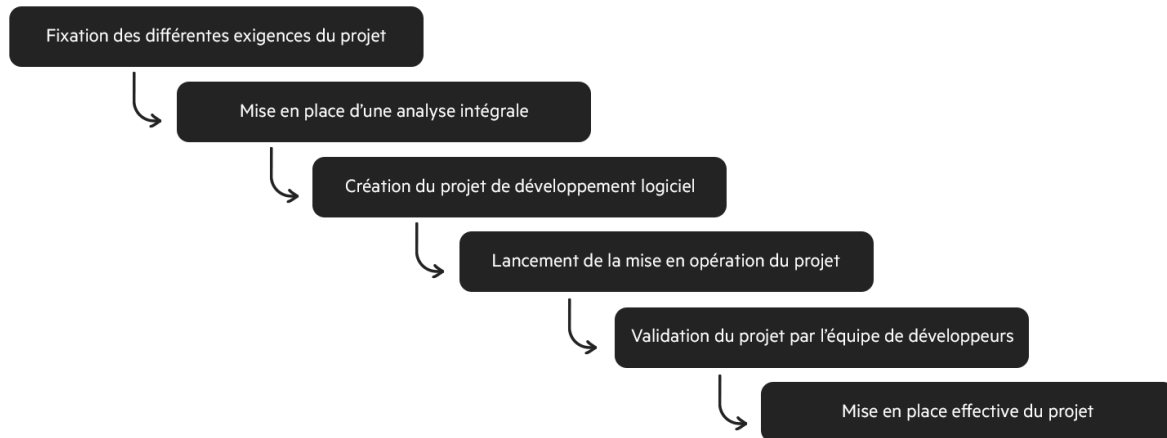 Fixation des différentes exigences du projet
Mise en place d’une analyse intégrale
Création du projet de développement logiciel
Lancement de la mise en opération du projet
Validation du projet par l’équipe de développeurs
Mise en place effective du projet